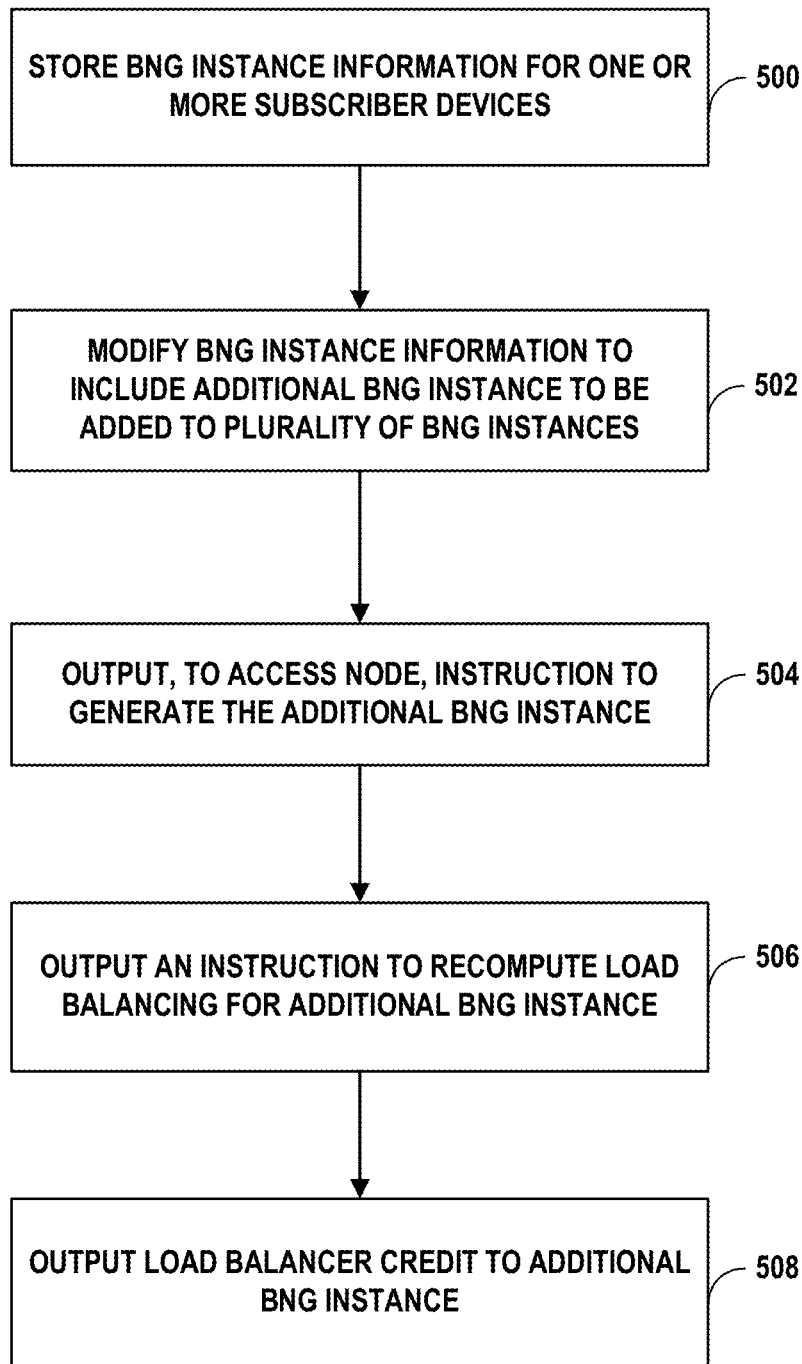 STORE BNG INSTANCE INFORMATION FOR ONE OR
MORE SUBSCRIBER DEVICES
500
MODIFY BNG INSTANCE INFORMATION TO
INCLUDE ADDITIONAL BNG INSTANCE TO BE
ADDED TO PLURALITY OF BNG INSTANCES
502
OUTPUT, TO ACCESS NODE, INSTRUCTION TO
GENERATE THE ADDITIONAL BNG INSTANCE
504
OUTPUT AN INSTRUCTION TO RECOMPUTE LOAD
BALANCING FOR ADDITIONAL BNG INSTANCE
506
OUTPUT LOAD BALANCER CREDIT TO ADDITIONAL
BNG INSTANCE
508